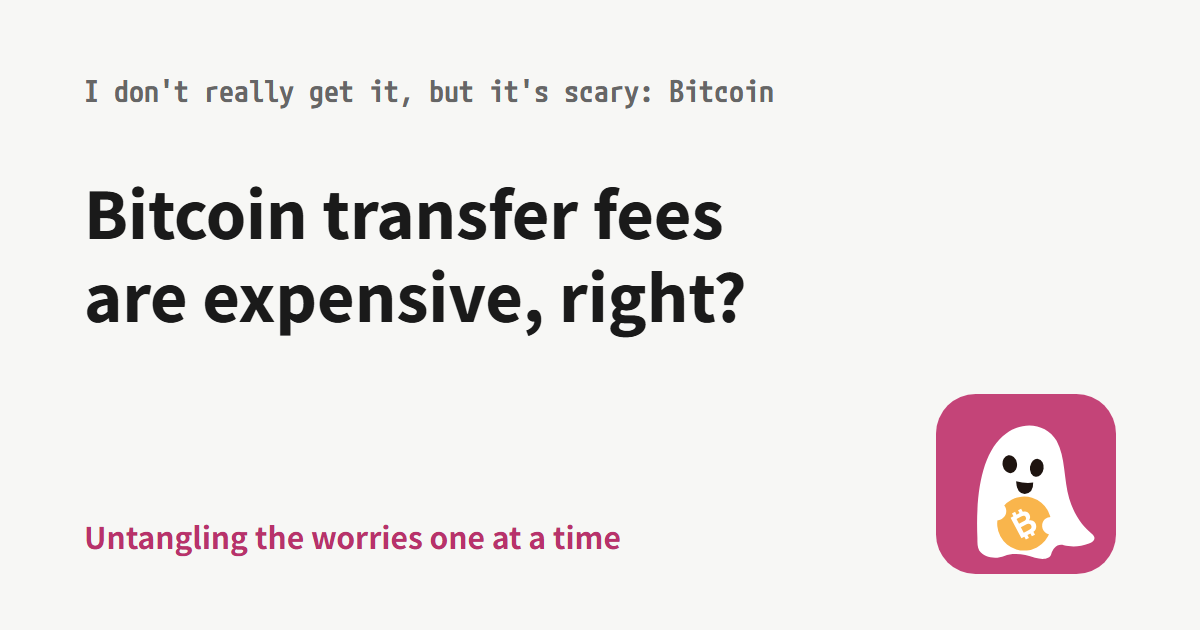 I don't really get it, but it's scary: Bitcoin
Bitcoin transfer fees
are expensive, right?
Untangling the worries one at a time